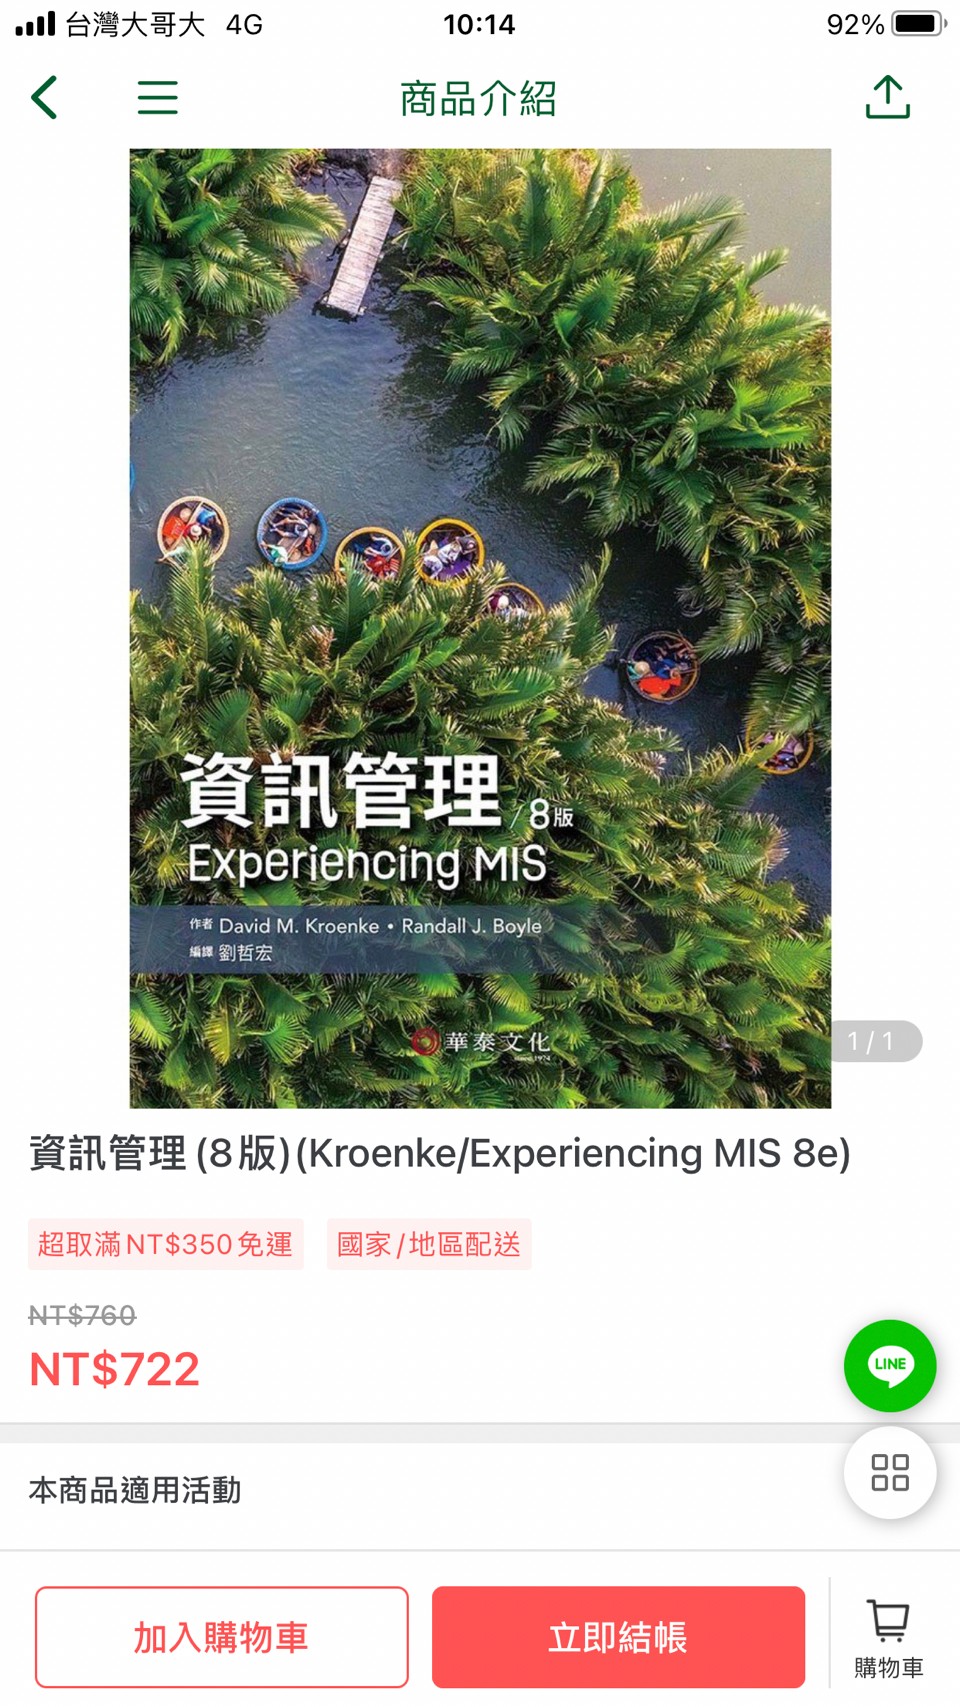 台灣大哥大 4G 10:14 92%
商品介紹
資訊管理 / 8版
Experiencing MIS
作者 David M. Kroenke • Randall J. Boyle
編譯 劉哲宏
華泰文化
since 1974
1 / 1
資訊管理 (8版)(Kroenke/Experiencing MIS 8e)
超取滿NT$350免運 國家/地區配送
NT$760
NT$722
LINE
本商品適用活動
加入購物車 立即結帳 購物車